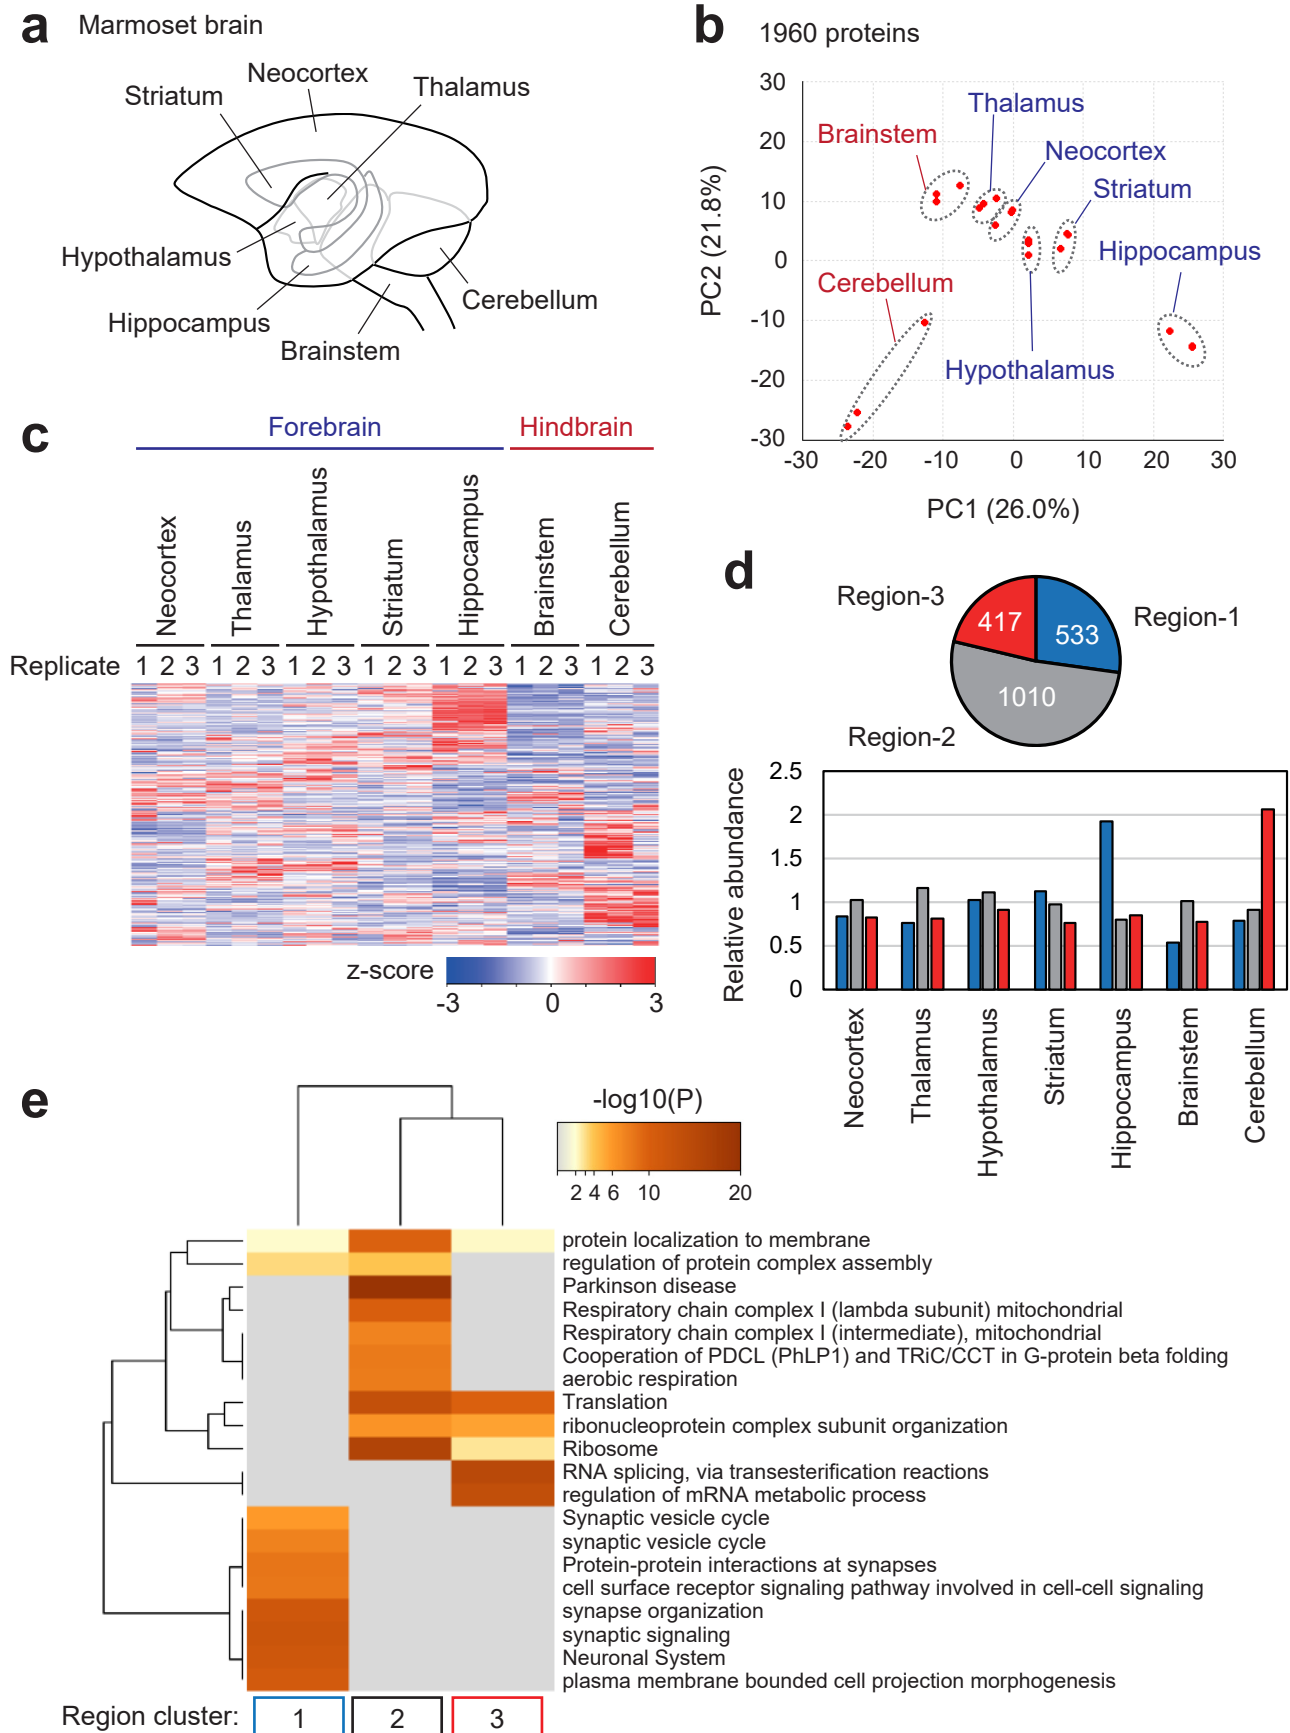 a Marmoset brain
Neocortex
Thalamus
Striatum
Hypothalamus
Cerebellum
Hippocampus
Brainstem
b 1960 proteins
30
20
10
0
-10
-20
-30
PC2 (21.8%)
-30 -20 -10 0 10 20 30
PC1 (26.0%)
Thalamus
Brainstem
Neocortex
Striatum
Hippocampus
Cerebellum
Hypothalamus
c
Forebrain Hindbrain
Neocortex
Thalamus
Hypothalamus
Striatum
Hippocampus
Brainstem
Cerebellum
Replicate 1 2 3 1 2 3 1 2 3 1 2 3 1 2 3 1 2 3 1 2 3
z-score
-3 0 3
d
Region-3
417
533
Region-1
1010
Region-2
Relative abundance
2.5
2
1.5
1
0.5
0
Neocortex
Thalamus
Hypothalamus
Striatum
Hippocampus
Brainstem
Cerebellum
e
-log10(P)
2 4 6 10 20
protein localization to membrane
regulation of protein complex assembly
Parkinson disease
Respiratory chain complex I (lambda subunit) mitochondrial
Respiratory chain complex I (intermediate), mitochondrial
Cooperation of PDCL (PhLP1) and TRiC/CCT in G-protein beta folding
aerobic respiration
Translation
ribonucleoprotein complex subunit organization
Ribosome
RNA splicing, via transesterification reactions
regulation of mRNA metabolic process
Synaptic vesicle cycle
synaptic vesicle cycle
Protein-protein interactions at synapses
cell surface receptor signaling pathway involved in cell-cell signaling
synapse organization
synaptic signaling
Neuronal System
plasma membrane bounded cell projection morphogenesis
Region cluster: 1 2 3